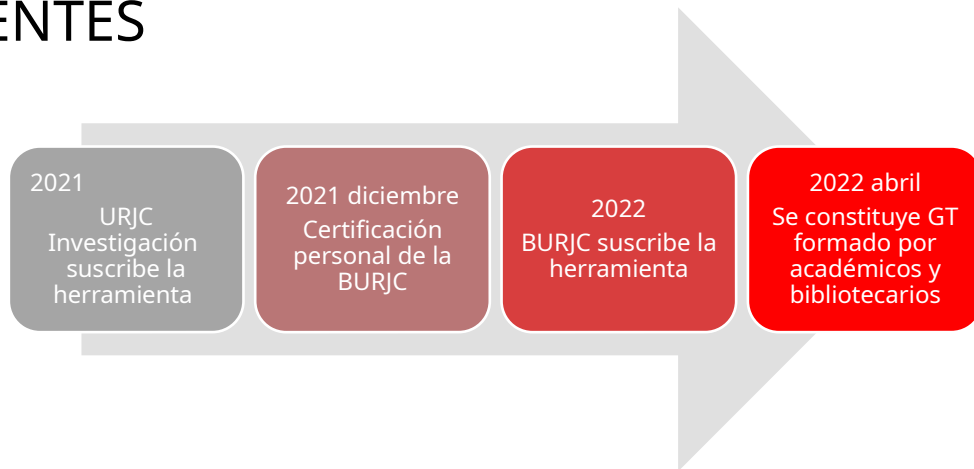 ENTES
2021
URJC
Investigación
suscribe la
herramienta
2021 diciembre
Certificación
personal de la
BURJC
2022
BURJC suscribe la
herramienta
2022 abril
Se constituye GT
formado por
académicos y
bibliotecarios